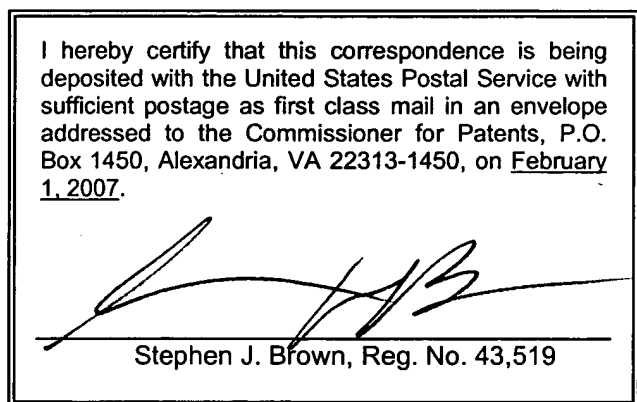 I hereby certify that this correspondence is being
deposited with the United States Postal Service with
sufficient postage as first class mail in an envelope
addressed to the Commissioner for Patents, P.O.
Box 1450, Alexandria, VA 22313-1450, on February
1, 2007.
Stephen J. Brown, Reg. No. 43,519